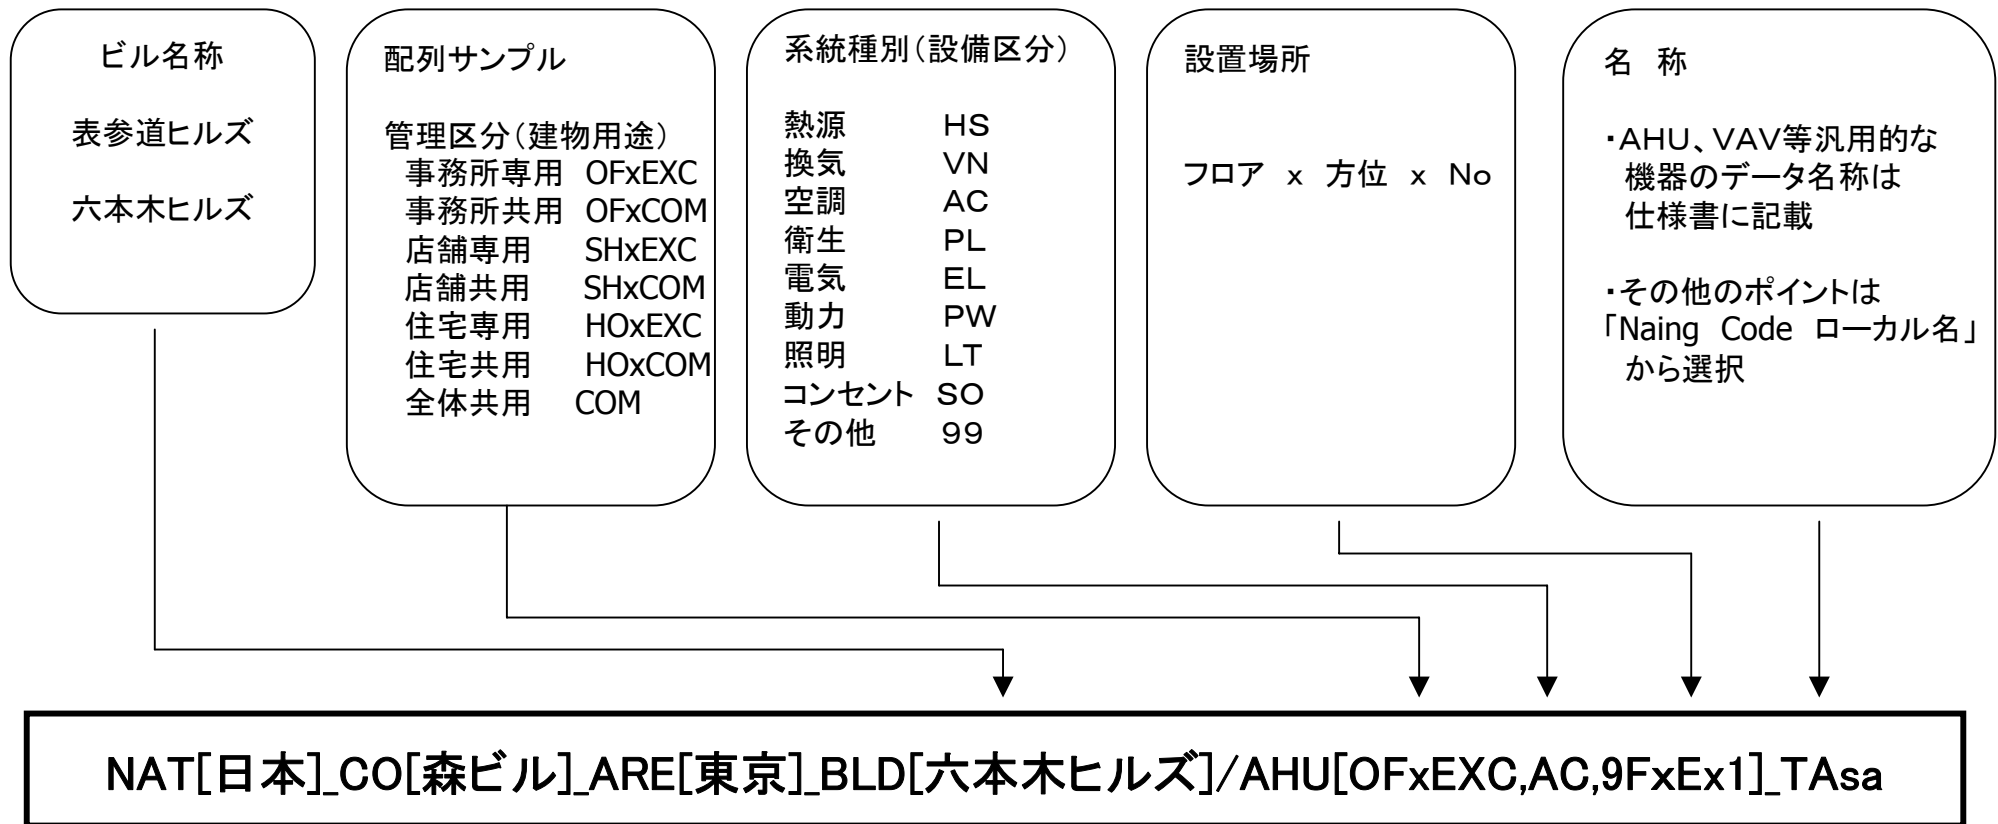 ビル名称
表参道ヒルズ
六本木ヒルズ
配列サンプル
管理区分(建物用途)
事務所専用 OFxEXC
事務所共用 OFxCOM
店舗専用 SHxEXC
店舗共用 SHxCOM
住宅専用 HOxEXC
住宅共用 HOxCOM
全体共用 COM
系統種別(設備区分)
熱源 HS
換気 VN
空調 AC
衛生 PL
電気 EL
動力 PW
照明 LT
コンセント SO
その他 99
設置場所
フロア x 方位 x No
名 称
・AHU、VAV等汎用的な
機器のデータ名称は
仕様書に記載
・その他のポイントは
「Naing Code ローカル名」
から選択
NAT[日本]_CO[森ビル]_ARE[東京]_BLD[六本木ヒルズ]/AHU[OFxEXC,AC,9FxEx1]_TAsa